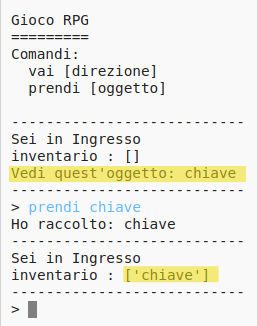 Gioco RPG
=========
Comandi:
  vai [direzione]
  prendi [oggetto]
---------------------------
Sei in Ingresso
inventario : []
Vedi quest'oggetto: chiave
---------------------------
> prendi chiave
Ho raccolto: chiave
---------------------------
Sei in Ingresso
inventario : ['chiave']
---------------------------
>